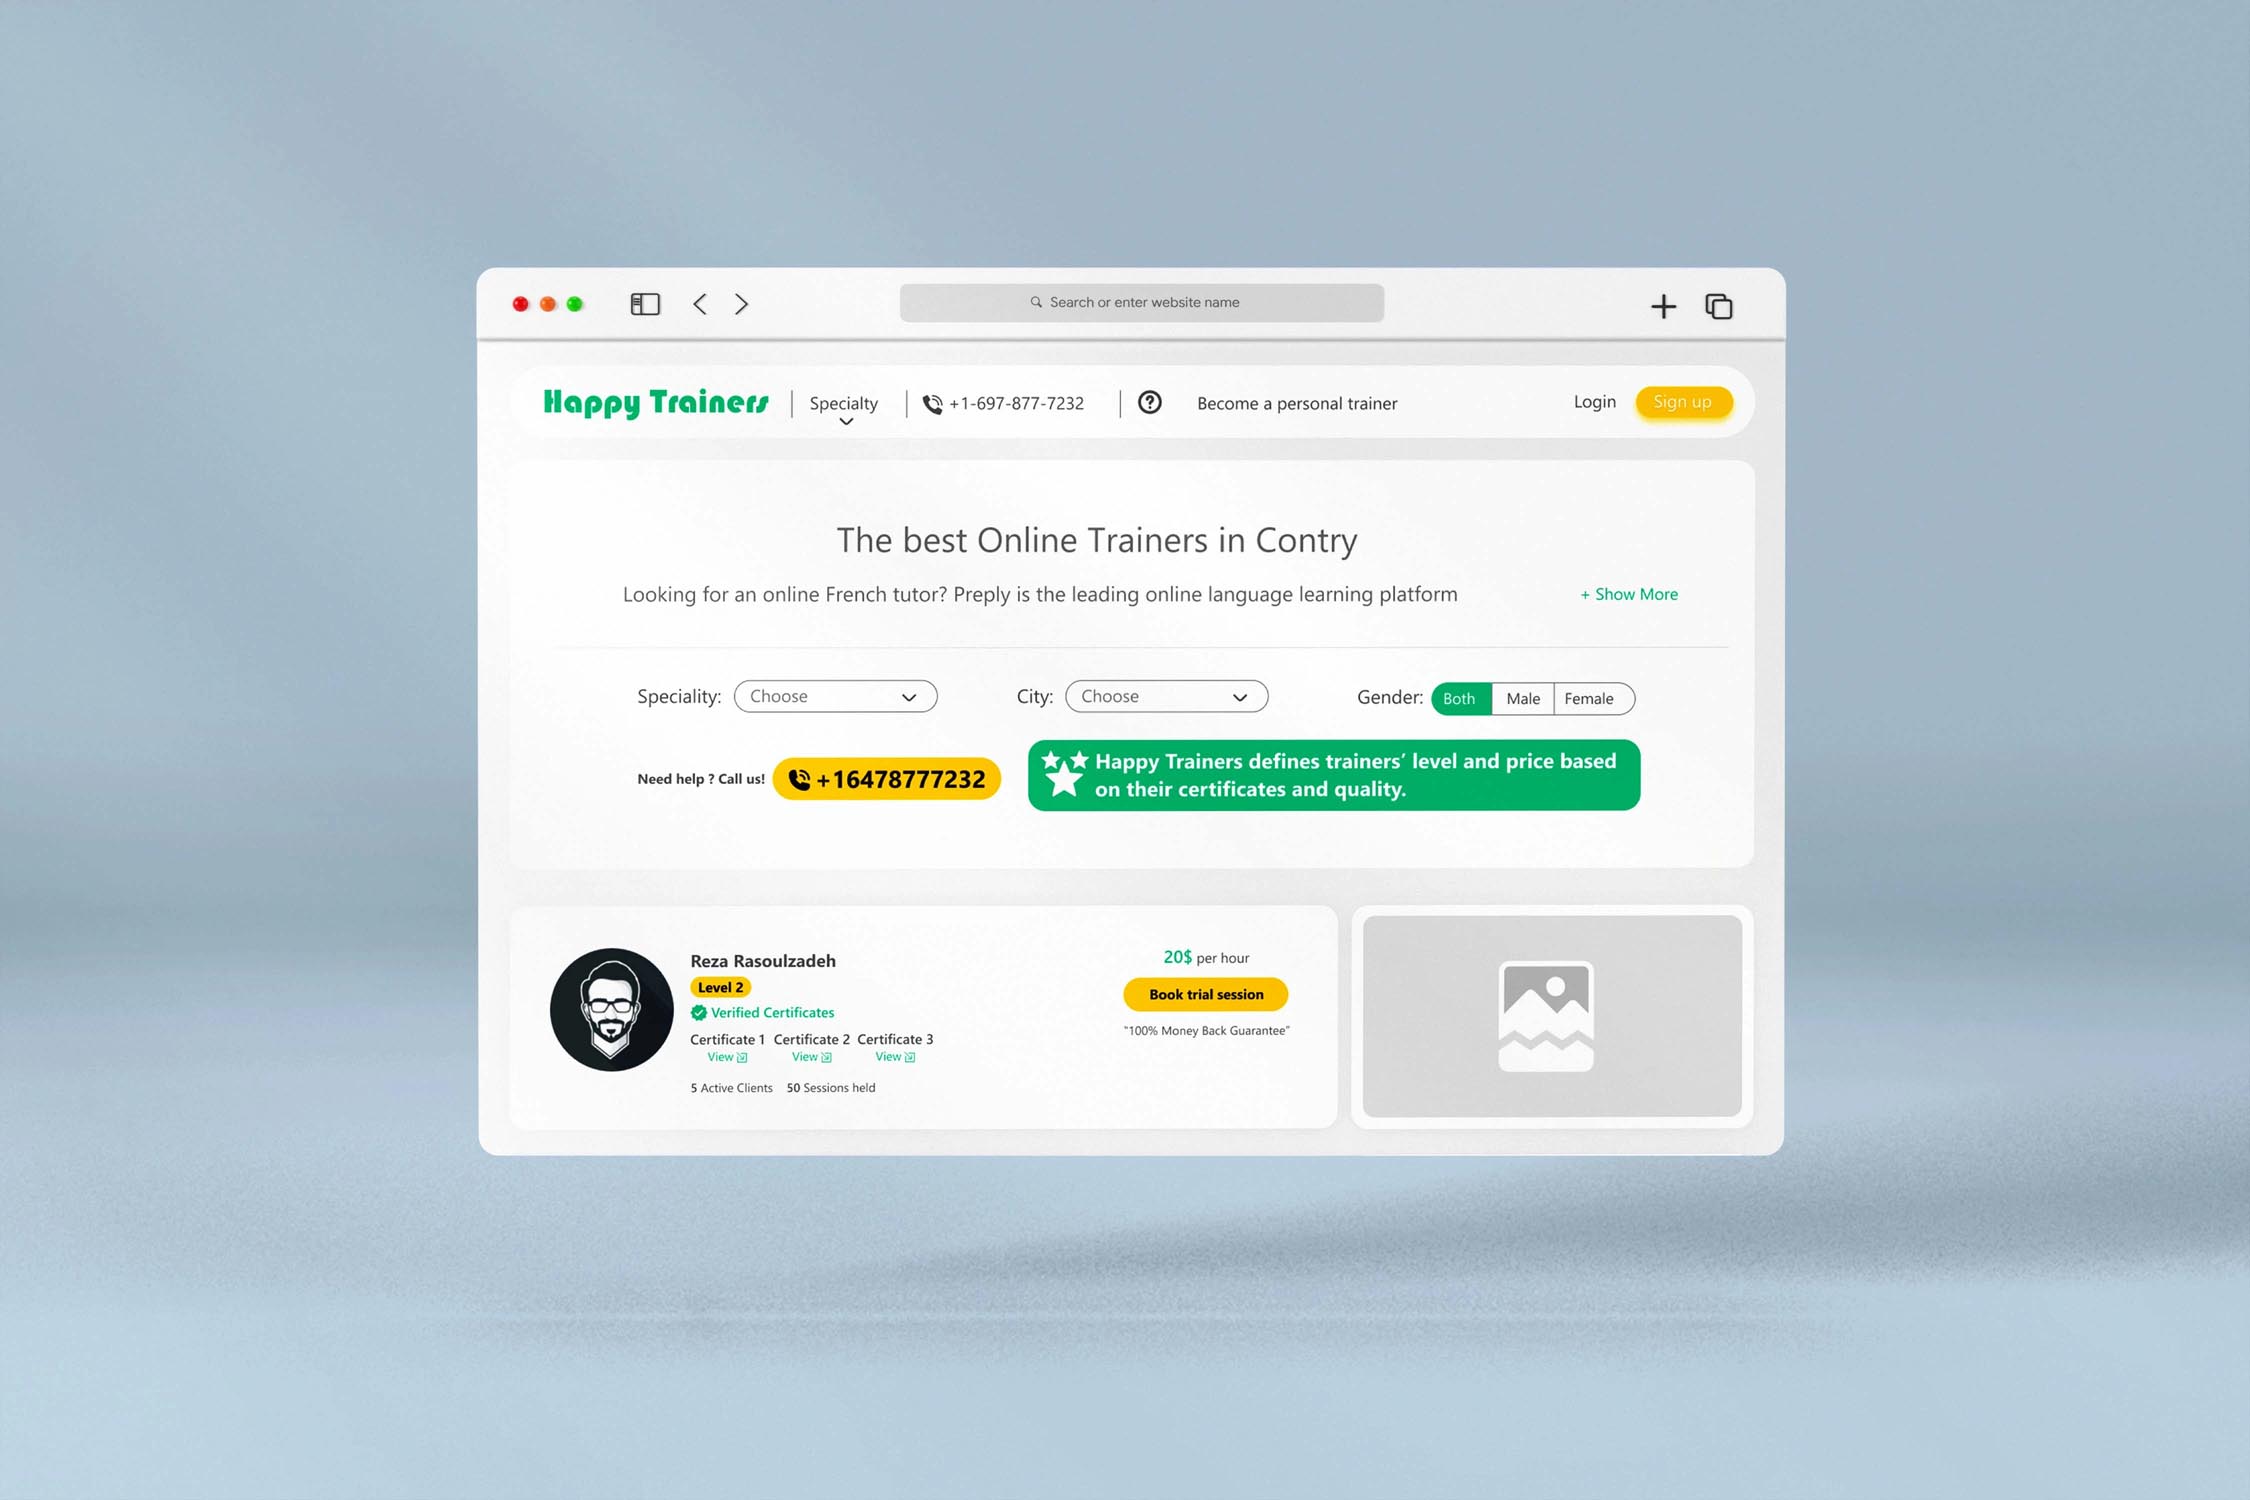 Search or enter website name
Happy Trainers
Specialty
+1-697-877-7232
Become a personal trainer
Login
Sign up
The best Online Trainers in Contry
Looking for an online French tutor? Preply is the leading online language learning platform
+ Show More
Speciality: Choose
City: Choose
Gender: Both Male Female
Need help ? Call us! +16478777232
Happy Trainers defines trainers’ level and price based
on their certificates and quality.
Reza Rasoulzadeh
Level 2
Verified Certificates
Certificate 1 Certificate 2 Certificate 3
View View View
5 Active Clients 50 Sessions held
20$ per hour
Book trial session
"100% Money Back Guarantee"